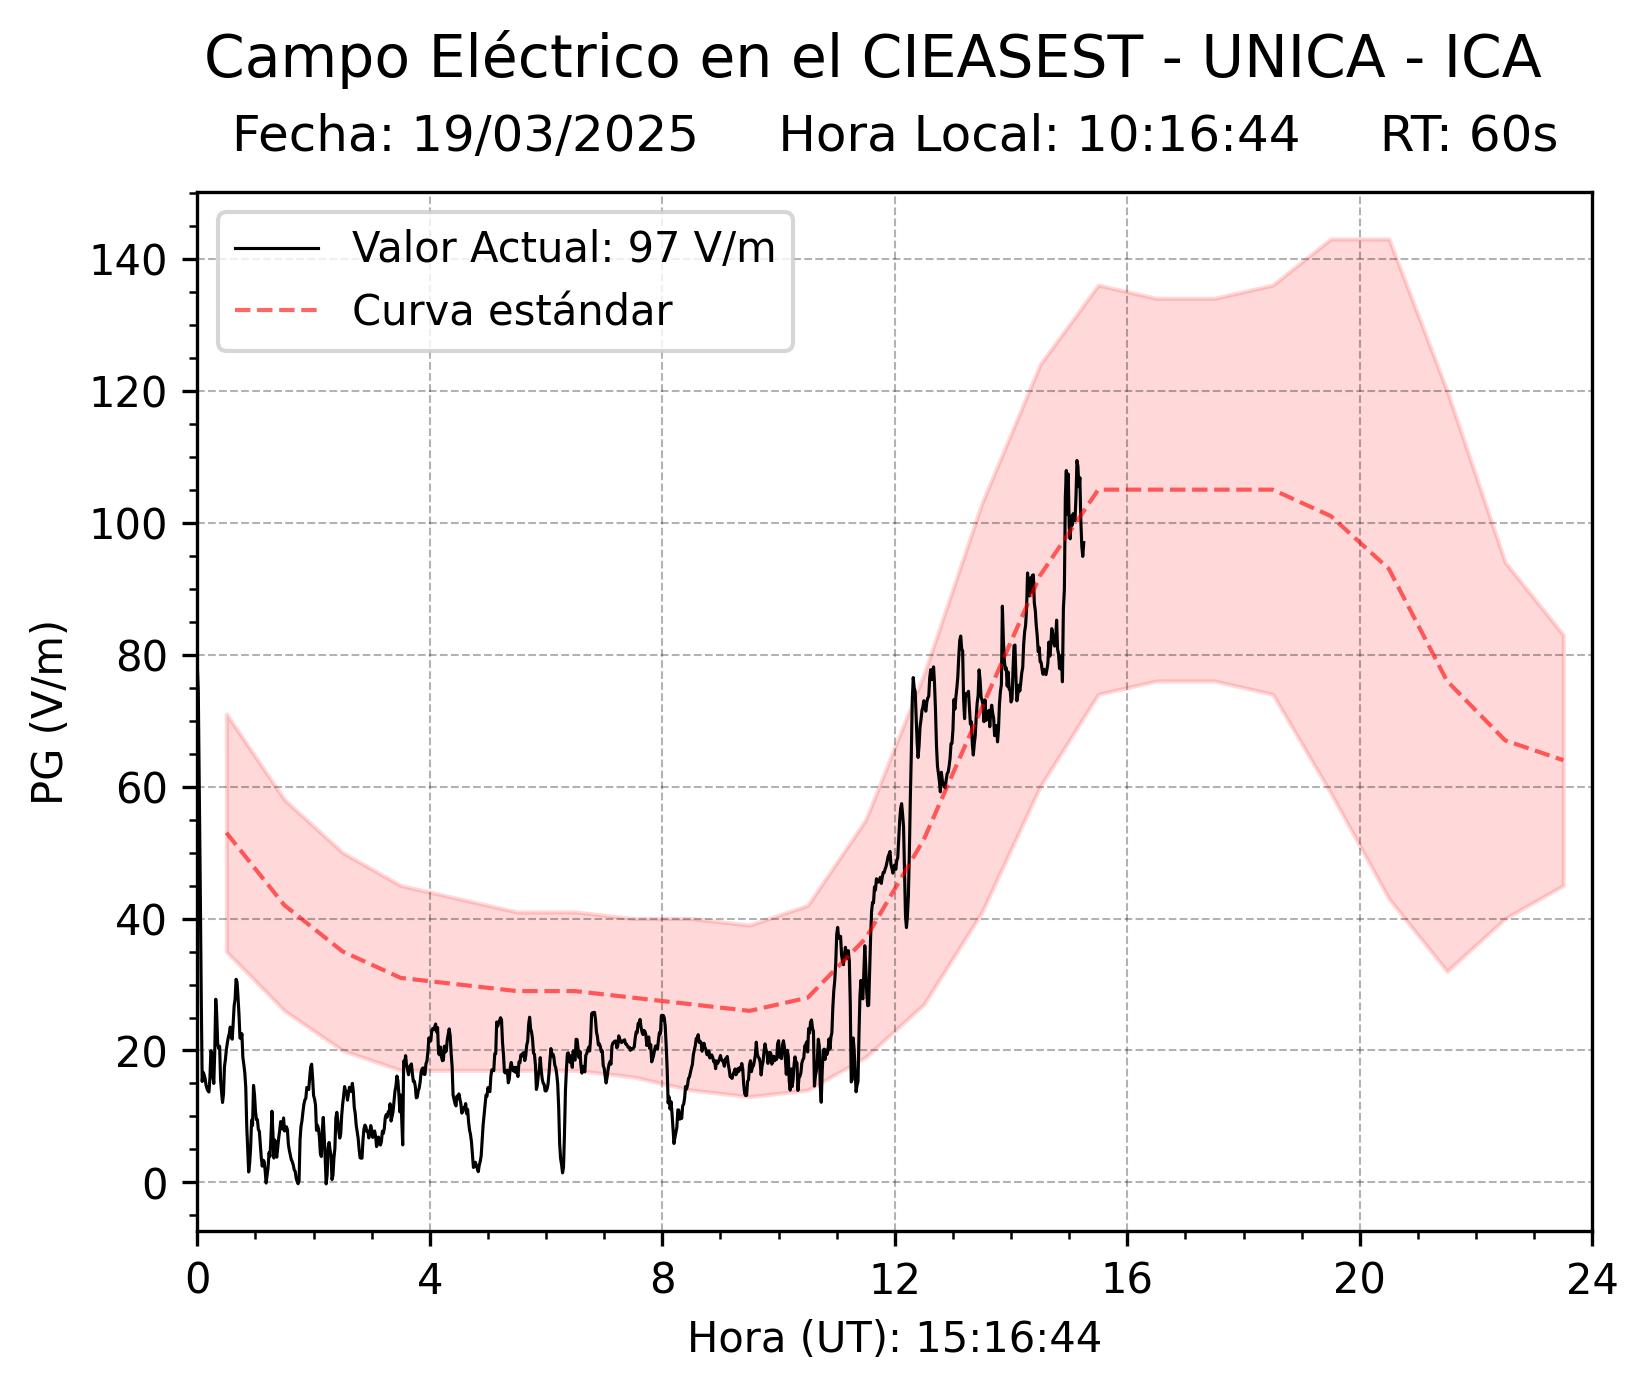 Campo Eléctrico en el CIEASEST - UNICA - ICA
Fecha: 19/03/2025 Hora Local: 10:16:44 RT: 60s
Valor Actual: 97 V/m
Curva estándar
140
120
100
80
60
40
20
0
PG (V/m)
0 4 8 12 16 20 24
Hora (UT): 15:16:44